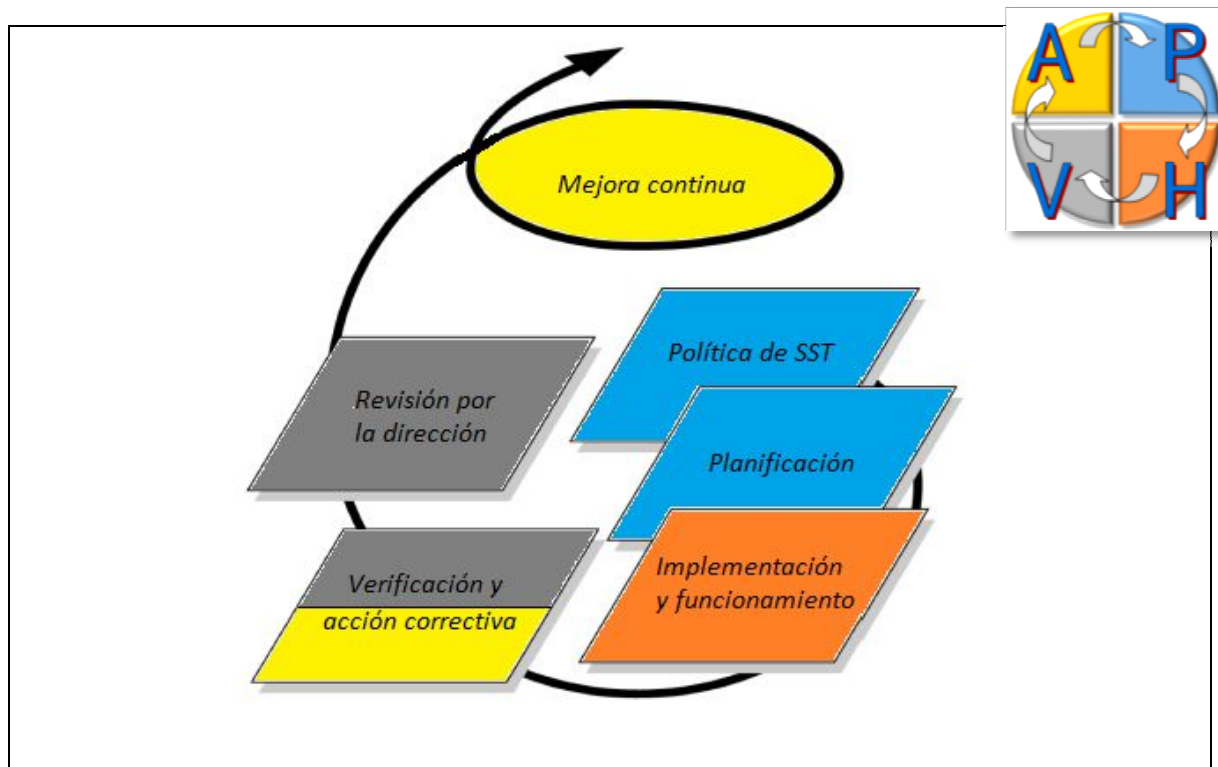 A P
V H
Mejora continua
Política de SST
Revisión por
la dirección
Planificación
Implementación
y funcionamiento
Verificación y
acción correctiva